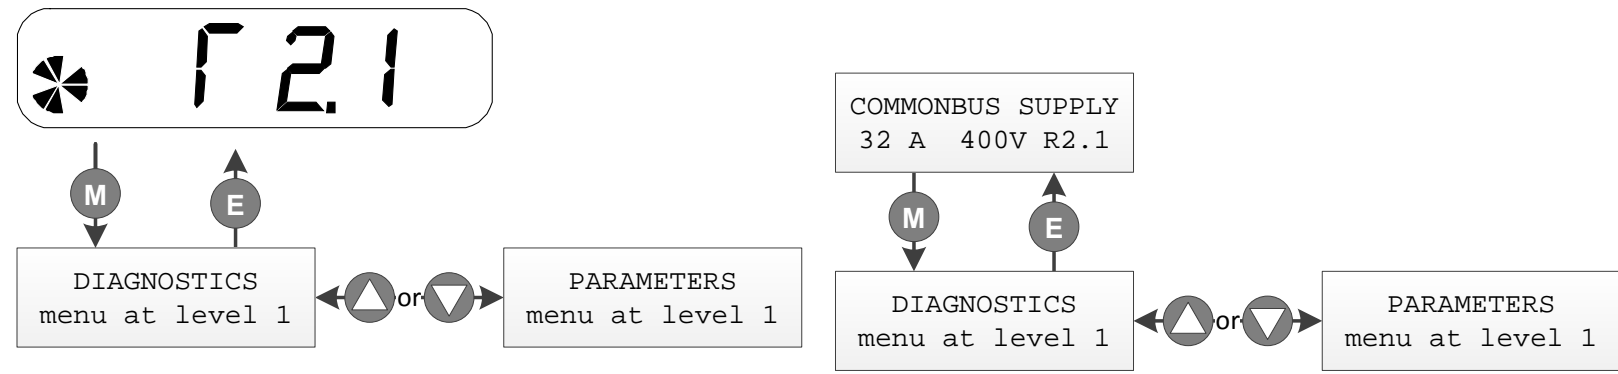 Γ 2.1
M
E
DIAGNOSTICS
menu at level 1
or
PARAMETERS
menu at level 1
COMMONBUS SUPPLY
32 A 400V R2.1
M
E
DIAGNOSTICS
menu at level 1
or
PARAMETERS
menu at level 1